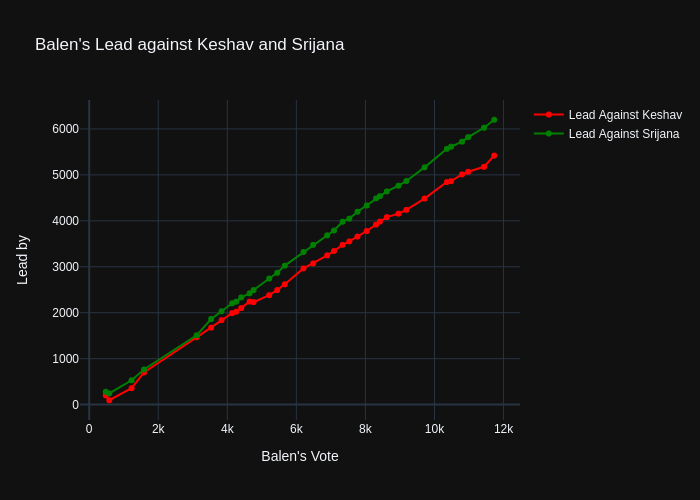 Balen's Lead against Keshav and Srijana
Lead Against Keshav
Lead Against Srijana
6000
5000
4000
3000
2000
1000
0
Lead by
0 2k 4k 6k 8k 10k 12k
Balen's Vote